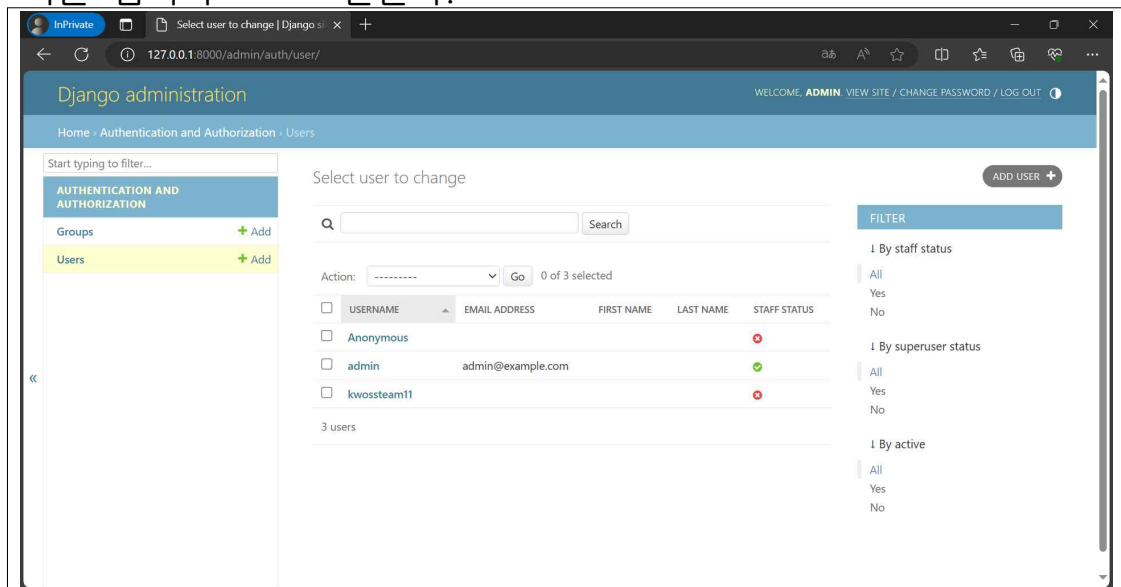 InPrivate
Select user to change | Django si
127.0.0.1:8000/admin/auth/user/
Django administration
WELCOME, ADMIN. VIEW SITE / CHANGE PASSWORD / LOG OUT
Home › Authentication and Authorization › Users
Start typing to filter...
AUTHENTICATION AND
AUTHORIZATION
Groups + Add
Users + Add
«
Select user to change
ADD USER +
Search
Action: --------- Go 0 of 3 selected
USERNAME EMAIL ADDRESS FIRST NAME LAST NAME STAFF STATUS
Anonymous
admin admin@example.com
kwossteam11
3 users
FILTER
↓ By staff status
All
Yes
No
↓ By superuser status
All
Yes
No
↓ By active
All
Yes
No